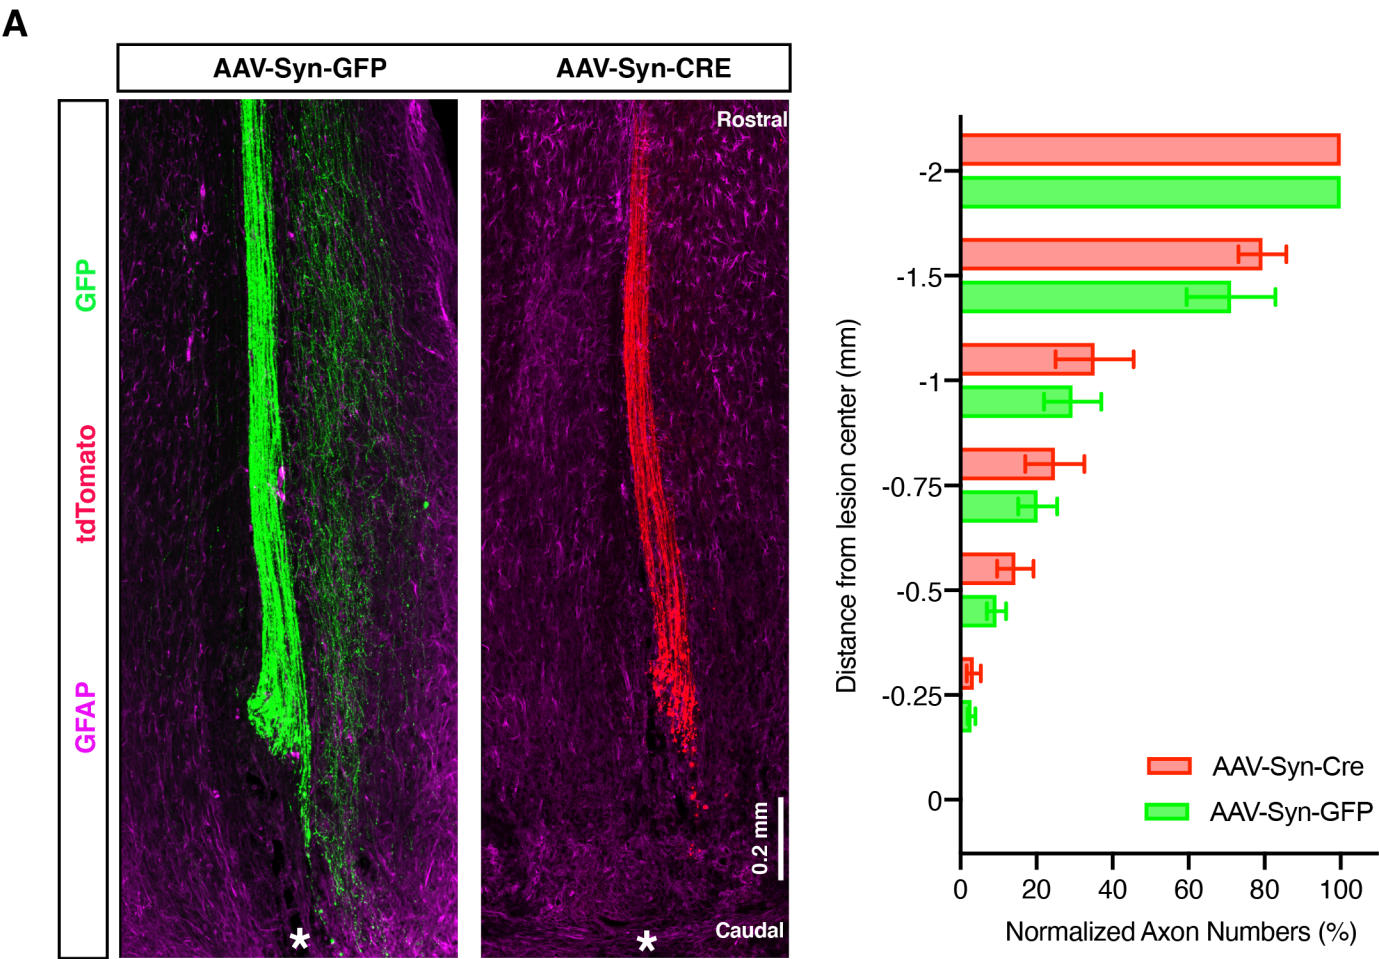 A
AAV-Syn-GFP
AAV-Syn-CRE
GFP
tdTomato
GFAP
Rostral
0.2 mm
Caudal
*
*
Distance from lesion center (mm)
-2
-1.5
-1
-0.75
-0.5
-0.25
0
AAV-Syn-Cre
AAV-Syn-GFP
0 20 40 60 80 100
Normalized Axon Numbers (%)